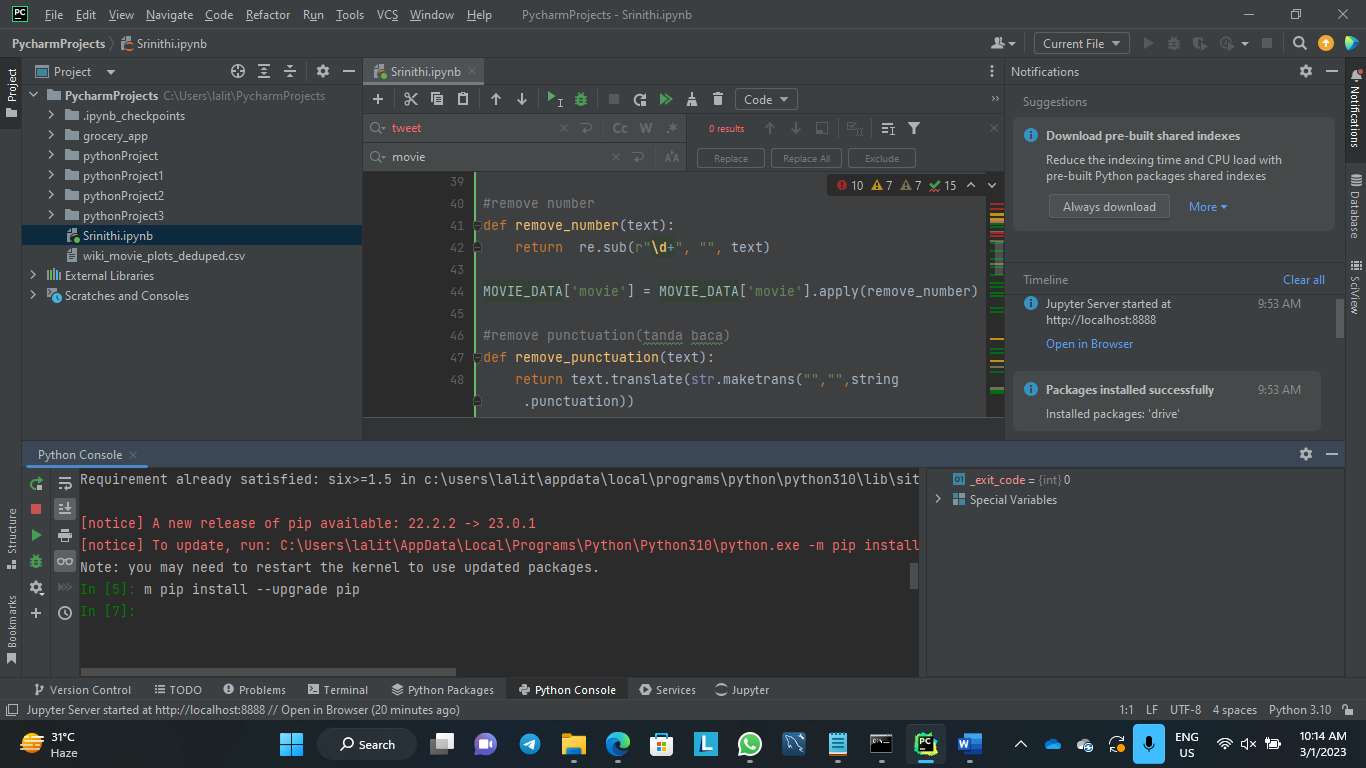 PC File Edit View Navigate Code Refactor Run Tools VCS Window Help PycharmProjects - Srinithi.ipynb
PycharmProjects Srinithi.ipynb Current File
Project
Project
PycharmProjects C:\Users\lalit\PycharmProjects
.ipynb_checkpoints
grocery_app
pythonProject
pythonProject1
pythonProject2
pythonProject3
Srinithi.ipynb
wiki_movie_plots_deduped.csv
External Libraries
Scratches and Consoles
Srinithi.ipynb
Code
tweet Cc W .* 0 results
movie Replace Replace All Exclude
10 7 7 15
39
40 #remove number
41 def remove_number(text):
42 return re.sub(r"\d+", "", text)
43
44 MOVIE_DATA['movie'] = MOVIE_DATA['movie'].apply(remove_number)
45
46 #remove punctuation(tanda baca)
47 def remove_punctuation(text):
48 return text.translate(str.maketrans("","",string
.punctuation))
Notifications
Suggestions
Download pre-built shared indexes
Reduce the indexing time and CPU load with
pre-built Python packages shared indexes
Always download More
Timeline Clear all
Jupyter Server started at 9:53 AM
http://localhost:8888
Open in Browser
Packages installed successfully 9:53 AM
Installed packages: 'drive'
Notifications
Database
SciView
Python Console
Requirement already satisfied: six>=1.5 in c:\users\lalit\appdata\local\programs\python\python310\lib\sit
[notice] A new release of pip available: 22.2.2 -> 23.0.1
[notice] To update, run: C:\Users\lalit\AppData\Local\Programs\Python\Python310\python.exe -m pip install
Note: you may need to restart the kernel to use updated packages.
In [5]: m pip install --upgrade pip
In [7]:
_exit_code = {int} 0
Special Variables
Structure
Bookmarks
Version Control TODO Problems Terminal Python Packages Python Console Services Jupyter
Jupyter Server started at http://localhost:8888 // Open in Browser (20 minutes ago) 1:1 LF UTF-8 4 spaces Python 3.10
31°C
Haze
Search
L
PC
W
ENG
US
10:14 AM
3/1/2023